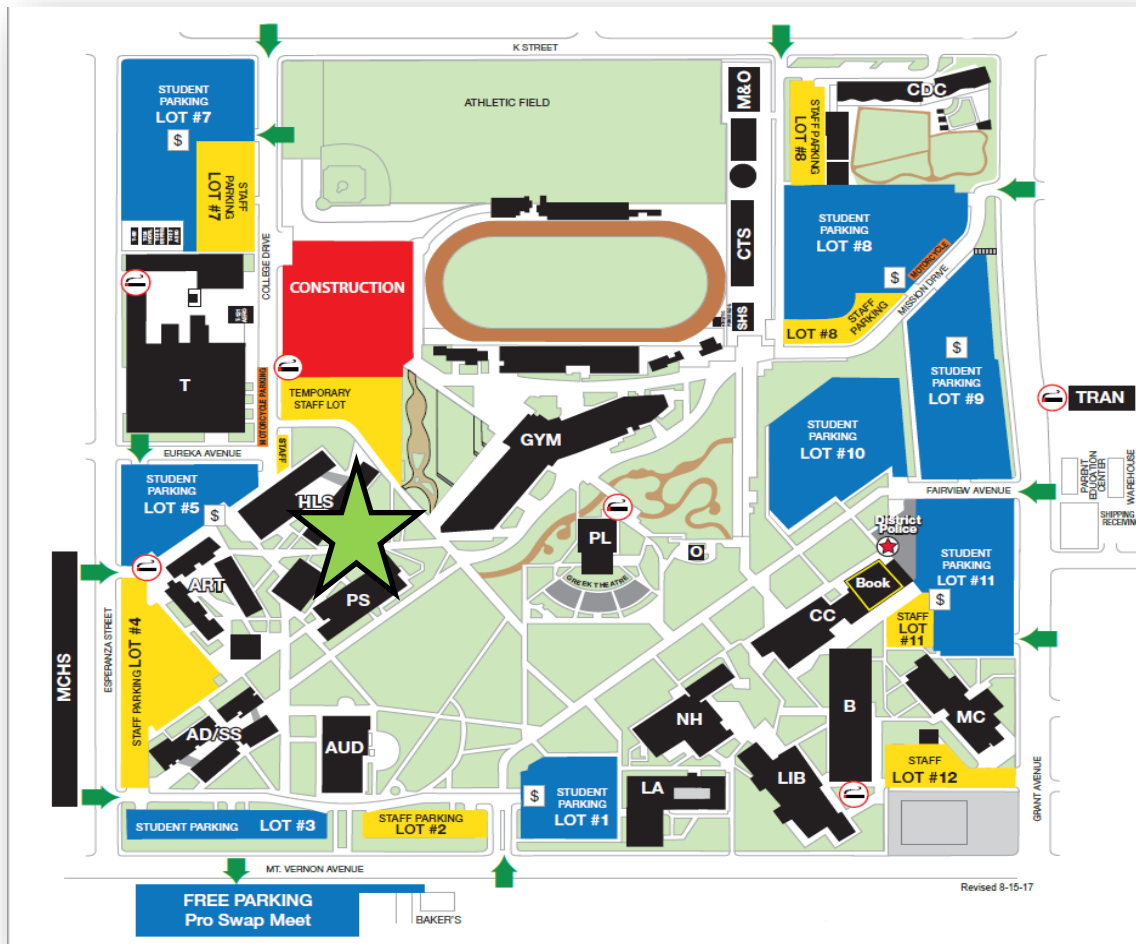 K STREET
STUDENT
PARKING
LOT #7
$
STAFF
PARKING
LOT #7
ATHLETIC FIELD
M&O
STAFF PARKING
LOT #8
CDC
COLLEGE DRIVE
CONSTRUCTION
CTS
SHS
STUDENT
PARKING
LOT #8
$
MOTORCYCLE
MISSION DRIVE
STAFF
PARKING
LOT #8
T
MOTORCYCLE PARKING
TEMPORARY
STAFF LOT
STAFF
EUREKA AVENUE
GYM
$
STUDENT
PARKING
LOT #9
STUDENT
PARKING
LOT #10
TRAN
PARENT
EDUCATION
CENTER
WAREHOUSE
SHIPPING
RECEIVING
FAIRVIEW AVENUE
STUDENT
PARKING
LOT #5
$
HLS
PL
GREEK THEATRE
O
District
Police
STUDENT
PARKING
LOT #11
$
Book
CC
STAFF
LOT
#11
ART
PS
MCHS
ESPERANZA STREET
STAFF PARKING LOT #4
AD/SS
AUD
NH
B
MC
LIB
LA
STAFF
LOT #12
GRANT AVENUE
$
STUDENT
PARKING
LOT #1
STUDENT PARKING LOT #3
STAFF PARKING
LOT #2
MT. VERNON AVENUE
Revised 8-15-17
FREE PARKING
Pro Swap Meet
BAKER'S